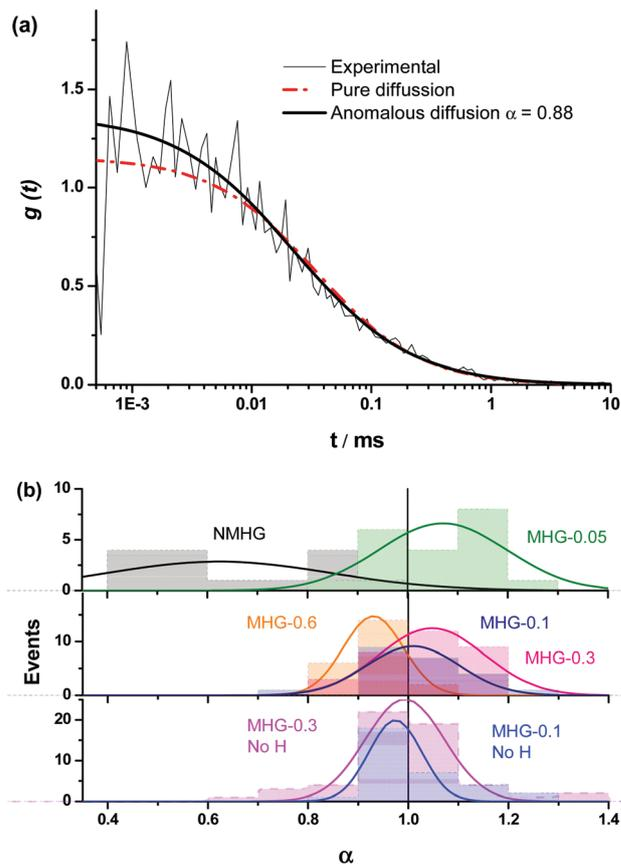 (a)
1.5
1.0
0.5
0.0
g (t)
Experimental
Pure diffussion
Anomalous diffusion α = 0.88
1E-3 0.01 0.1 1 10
t / ms
(b)
10
5
0
NMHG
MHG-0.05
10
0
MHG-0.6
MHG-0.1
MHG-0.3
Events
20
10
0
MHG-0.3
No H
MHG-0.1
No H
0.4 0.6 0.8 1.0 1.2 1.4
α